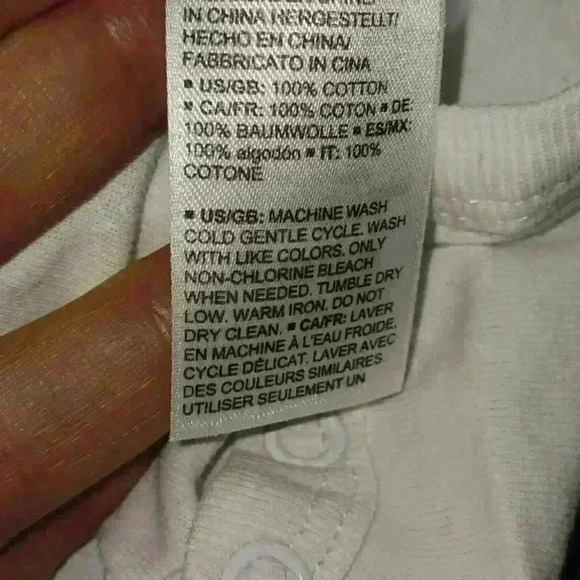 IN CHINA HERGESTELLT/
HECHO EN CHINA/
FABBRICATO IN CINA
▪ US/GB: 100% COTTON
▪ CA/FR: 100% COTON ▪ DE:
100% BAUMWOLLE ▪ ES/MX:
100% algodón ▪ IT: 100%
COTONE
▪ US/GB: MACHINE WASH
COLD GENTLE CYCLE. WASH
WITH LIKE COLORS. ONLY
NON-CHLORINE BLEACH
WHEN NEEDED. TUMBLE DRY
LOW. WARM IRON. DO NOT
DRY CLEAN. ▪ CA/FR: LAVER
EN MACHINE À L'EAU FROIDE,
CYCLE DÉLICAT. LAVER AVEC
DES COULEURS SIMILAIRES.
UTILISER SEULEMENT UN